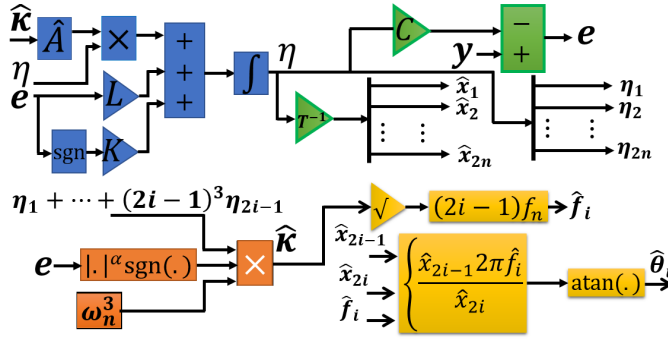 κ̂ Â × + η C −
η + ∫ y + e
e L + x̂₁ η₁
x̂₂ η₂
T⁻¹ ⋮ ⋮ ⋮ ⋮
sgn K x̂₂ₙ η₂ₙ
η₁ + ⋯ + (2i − 1)³η₂ᵢ₋₁ √ (2i − 1)fₙ f̂ᵢ
κ̂ x̂₂ᵢ₋₁
e |.|^α sgn(.) × x̂₂ᵢ { x̂₂ᵢ₋₁2πf̂ᵢ / x̂₂ᵢ atan(.) θ̂ᵢ
ωₙ³ f̂ᵢ